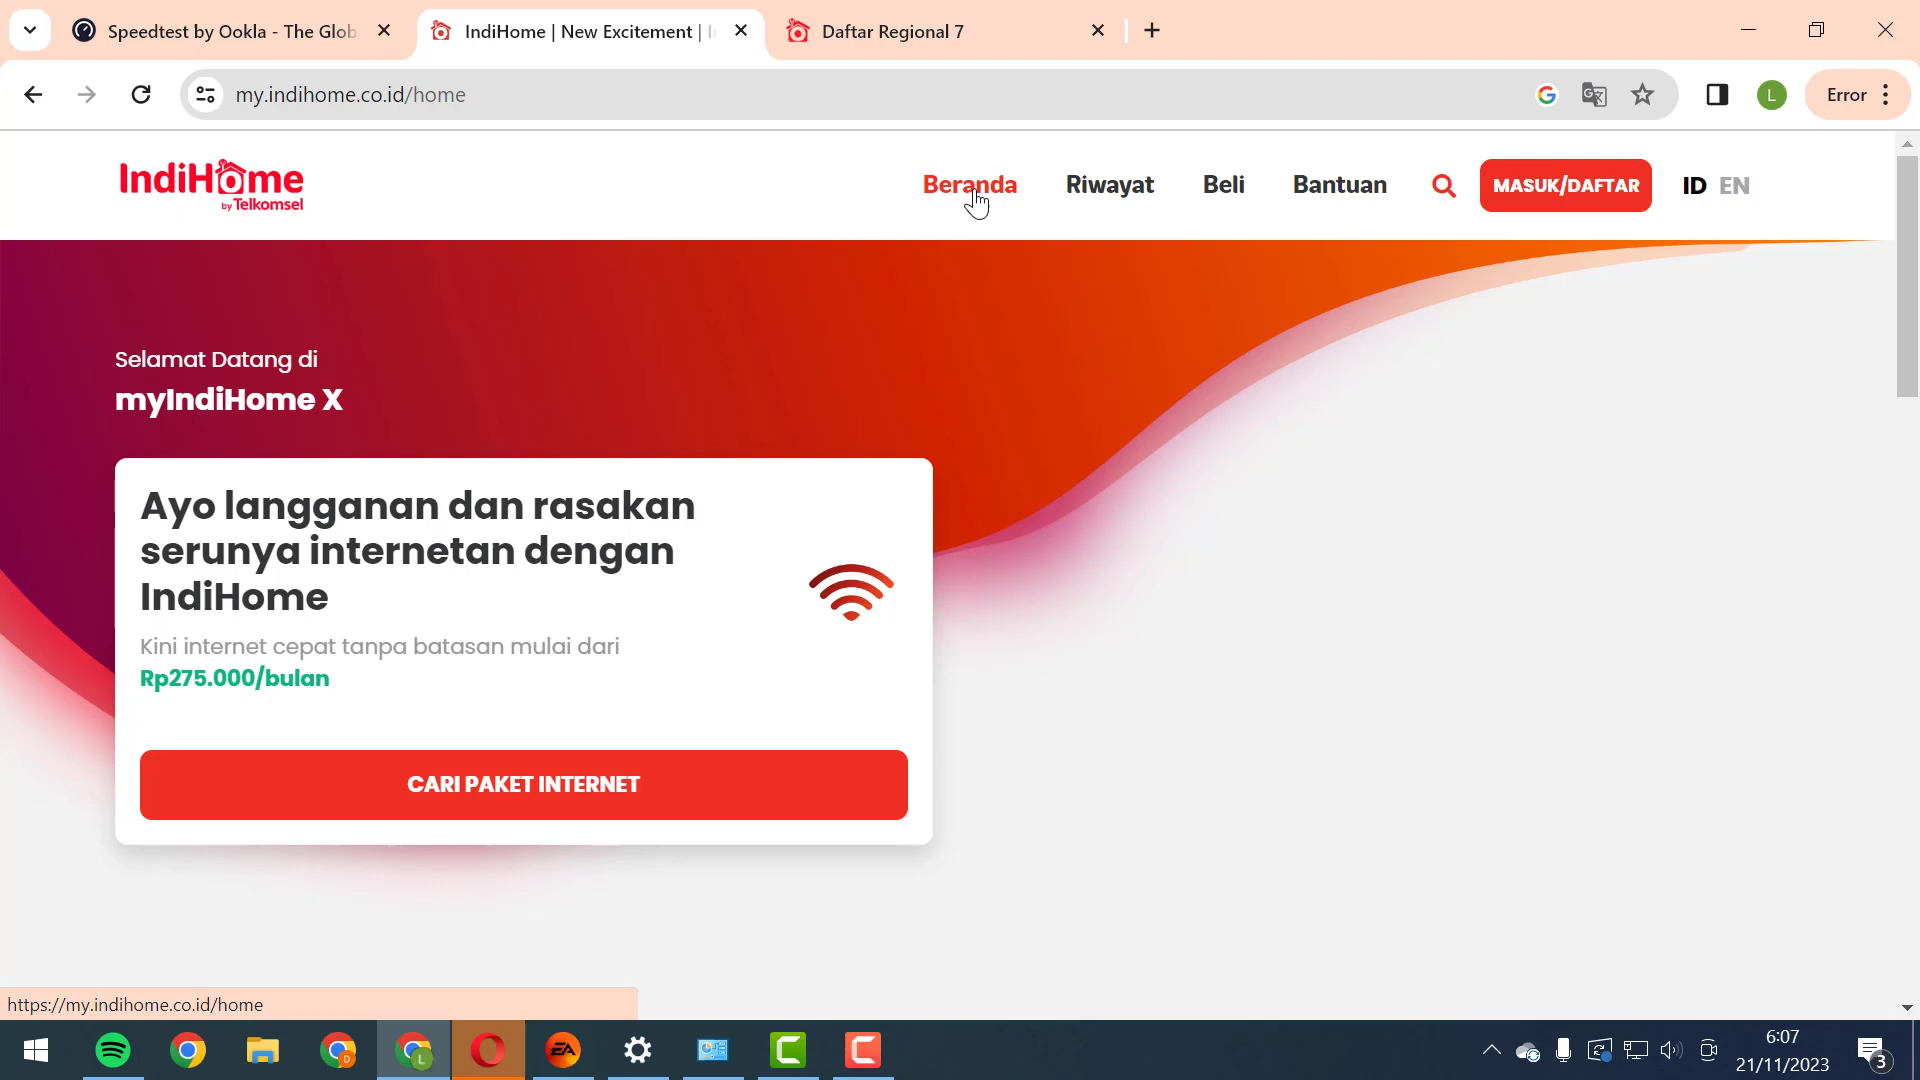 Speedtest by Ookla - The Glob
IndiHome | New Excitement |
Daftar Regional 7
my.indihome.co.id/home
L
Error
IndiHome
by Telkomsel
Beranda
Riwayat
Beli
Bantuan
MASUK/DAFTAR
ID EN
Selamat Datang di
myIndiHome X
Ayo langganan dan rasakan
serunya internetan dengan
IndiHome
Kini internet cepat tanpa batasan mulai dari
Rp275.000/bulan
CARI PAKET INTERNET
https://my.indihome.co.id/home
D
L
EA
6:07
21/11/2023
3